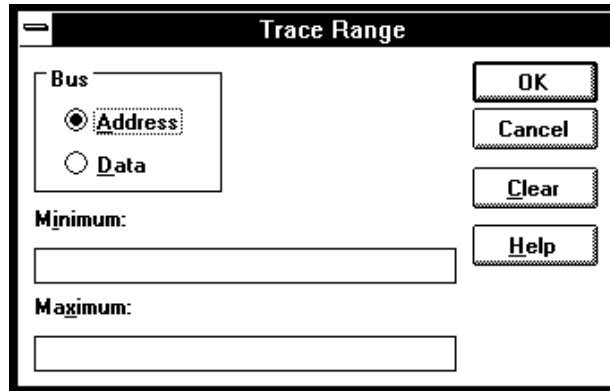 Trace Range
Bus
Address
Data
Minimum:
Maximum:
OK
Cancel
Clear
Help